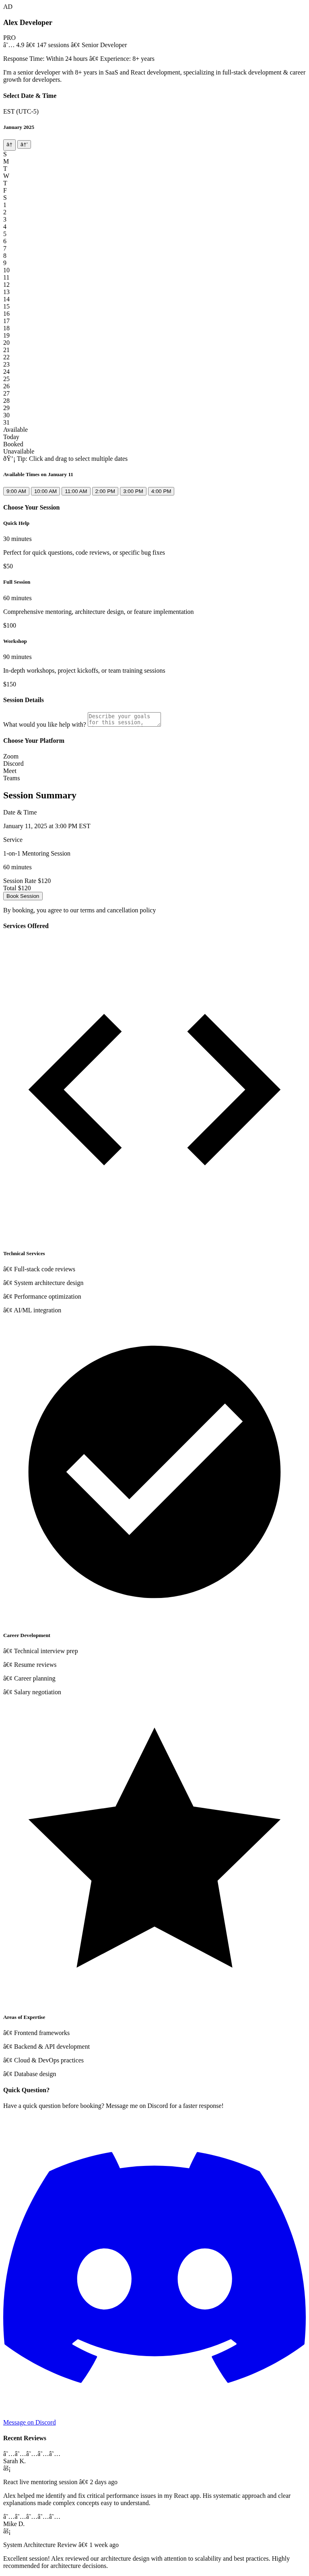 AD
Alex Developer
PRO
â˜… 4.9 â€¢ 147 sessions â€¢ Senior Developer
Response Time: Within 24 hours â€¢ Experience: 8+ years
I'm a senior developer with 8+ years in SaaS and React development, specializing in full-stack development & career
growth for developers.
Select Date & Time
EST (UTC-5)
January 2025
â† â†’
S
M
T
W
T
F
S
1
2
3
4
5
6
7
8
9
10
11
12
13
14
15
16
17
18
19
20
21
22
23
24
25
26
27
28
29
30
31
Available
Today
Booked
Unavailable
ðŸ’¡ Tip: Click and drag to select multiple dates
Available Times on January 11
9:00 AM 10:00 AM 11:00 AM 2:00 PM 3:00 PM 4:00 PM
Choose Your Session
Quick Help
30 minutes
Perfect for quick questions, code reviews, or specific bug fixes
$50
Full Session
60 minutes
Comprehensive mentoring, architecture design, or feature implementation
$100
Workshop
90 minutes
In-depth workshops, project kickoffs, or team training sessions
$150
Session Details
Describe your goals
What would you like help with? for this session,
Choose Your Platform
Zoom
Discord
Meet
Teams
Session Summary
Date & Time
January 11, 2025 at 3:00 PM EST
Service
1-on-1 Mentoring Session
60 minutes
Session Rate $120
Total $120
Book Session
By booking, you agree to our terms and cancellation policy
Services Offered
Technical Services
â€¢ Full-stack code reviews
â€¢ System architecture design
â€¢ Performance optimization
â€¢ AI/ML integration
Career Development
â€¢ Technical interview prep
â€¢ Resume reviews
â€¢ Career planning
â€¢ Salary negotiation
Areas of Expertise
â€¢ Frontend frameworks
â€¢ Backend & API development
â€¢ Cloud & DevOps practices
â€¢ Database design
Quick Question?
Have a quick question before booking? Message me on Discord for a faster response!
Message on Discord
Recent Reviews
â˜…â˜…â˜…â˜…â˜…
Sarah K.
âš¡
React live mentoring session â€¢ 2 days ago
Alex helped me identify and fix critical performance issues in my React app. His systematic approach and clear
explanations made complex concepts easy to understand.
â˜…â˜…â˜…â˜…â˜…
Mike D.
âš¡
System Architecture Review â€¢ 1 week ago
Excellent session! Alex reviewed our architecture design with attention to scalability and best practices. Highly
recommended for architecture decisions.